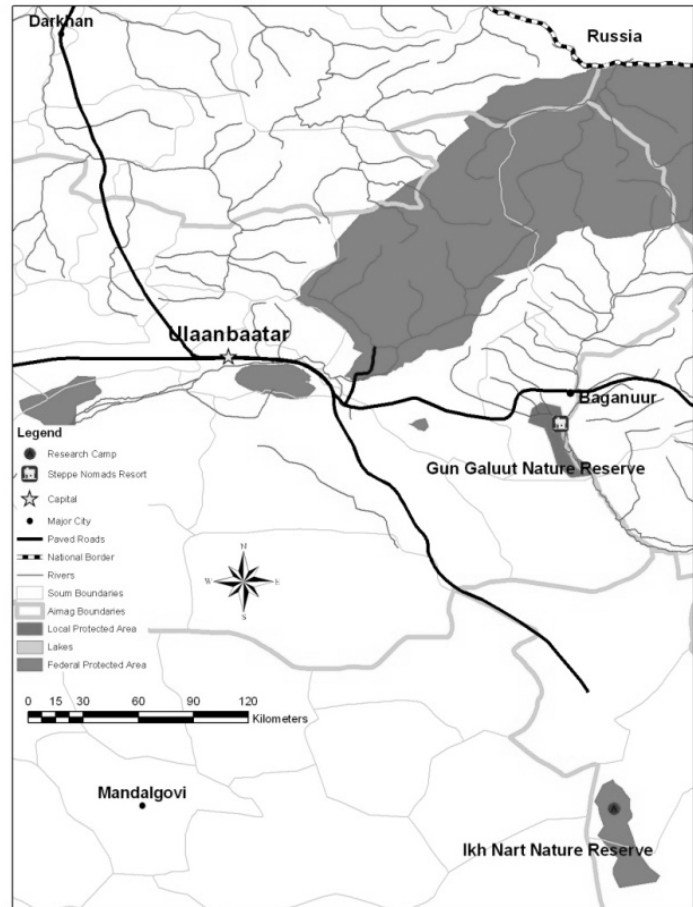 Darkhan
Russia
Ulaanbaatar
Baganuur
Gun Galuut Nature Reserve
Legend
Research Camp
Steppe Nomads Resort
Capital
Major City
Paved Roads
National Border
Rivers
Soum Boundaries
Aimag Boundaries
Local Protected Area
Lakes
Federal Protected Area
N
W E
S
0 15 30 60 90 120
Kilometers
Mandalgovi
Ikh Nart Nature Reserve